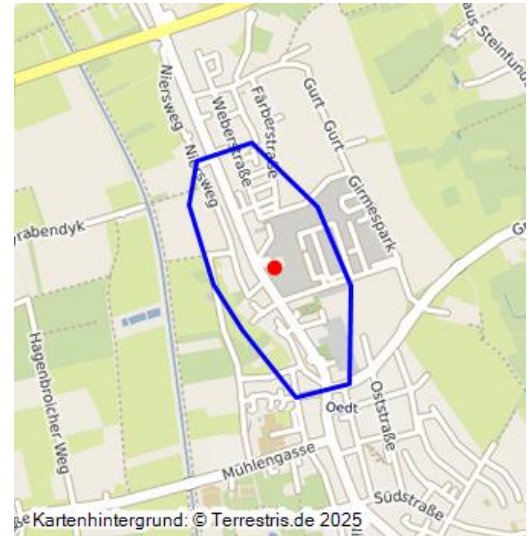 aus Steinfund
Niersweg
Niersweg
Weberstraße
Färberstraße
Gurt
Gurt
Girmespark
grabendyk
G
Hagenbroicher Weg
Oedt
Oststraße
Mühlengasse
Südstraße
Kartenhintergrund: © Terrestris.de 2025